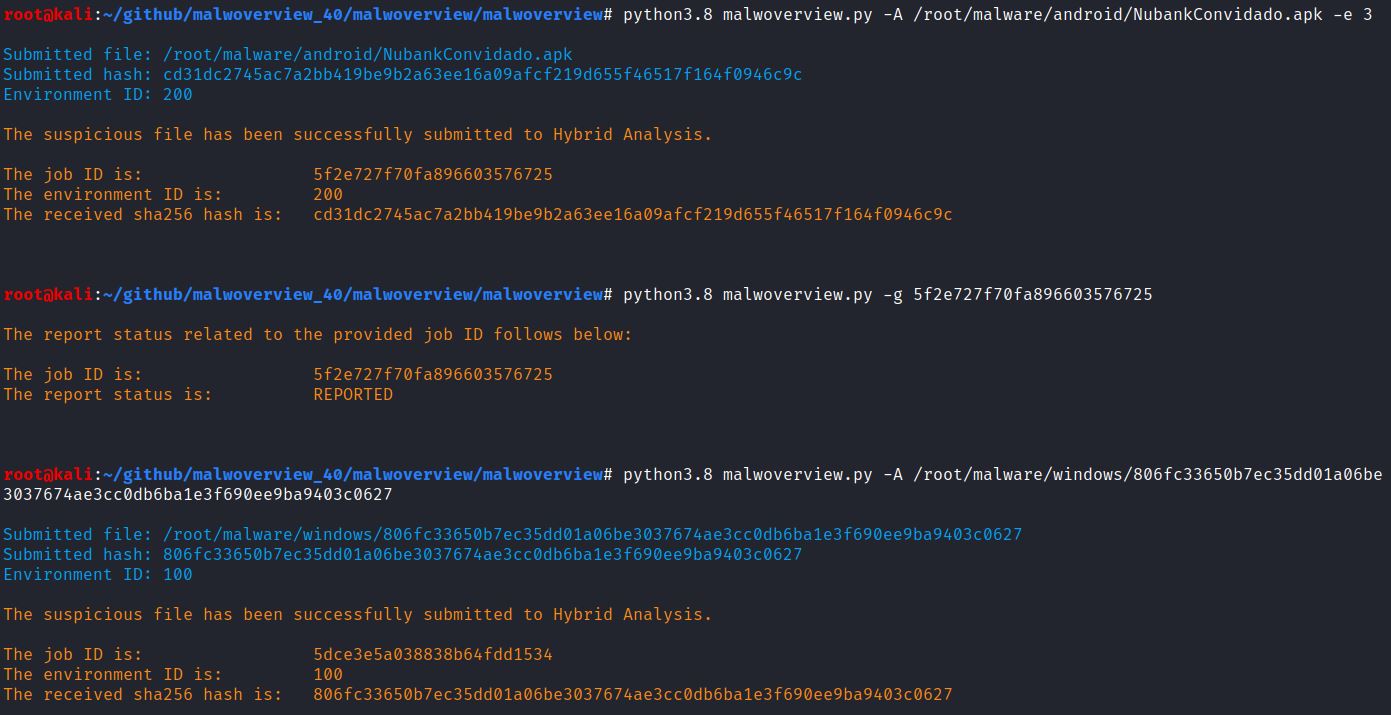 root@kali:~/github/malwoverview_40/malwoverview/malwoverview# python3.8 malwoverview.py -A /root/malware/android/NubankConvidado.apk -e 3
Submitted file: /root/malware/android/NubankConvidado.apk
Submitted hash: cd31dc2745ac7a2bb419be9b2a63ee16a09afcf219d655f46517f164f0946c9c
Environment ID: 200
The suspicious file has been successfully submitted to Hybrid Analysis.
The job ID is: 5f2e727f70fa896603576725
The environment ID is: 200
The received sha256 hash is: cd31dc2745ac7a2bb419be9b2a63ee16a09afcf219d655f46517f164f0946c9c
root@kali:~/github/malwoverview_40/malwoverview/malwoverview# python3.8 malwoverview.py -g 5f2e727f70fa896603576725
The report status related to the provided job ID follows below:
The job ID is: 5f2e727f70fa896603576725
The report status is: REPORTED
root@kali:~/github/malwoverview_40/malwoverview/malwoverview# python3.8 malwoverview.py -A /root/malware/windows/806fc33650b7ec35dd01a06be
3037674ae3cc0db6ba1e3f690ee9ba9403c0627
Submitted file: /root/malware/windows/806fc33650b7ec35dd01a06be3037674ae3cc0db6ba1e3f690ee9ba9403c0627
Submitted hash: 806fc33650b7ec35dd01a06be3037674ae3cc0db6ba1e3f690ee9ba9403c0627
Environment ID: 100
The suspicious file has been successfully submitted to Hybrid Analysis.
The job ID is: 5dce3e5a038838b64fdd1534
The environment ID is: 100
The received sha256 hash is: 806fc33650b7ec35dd01a06be3037674ae3cc0db6ba1e3f690ee9ba9403c0627